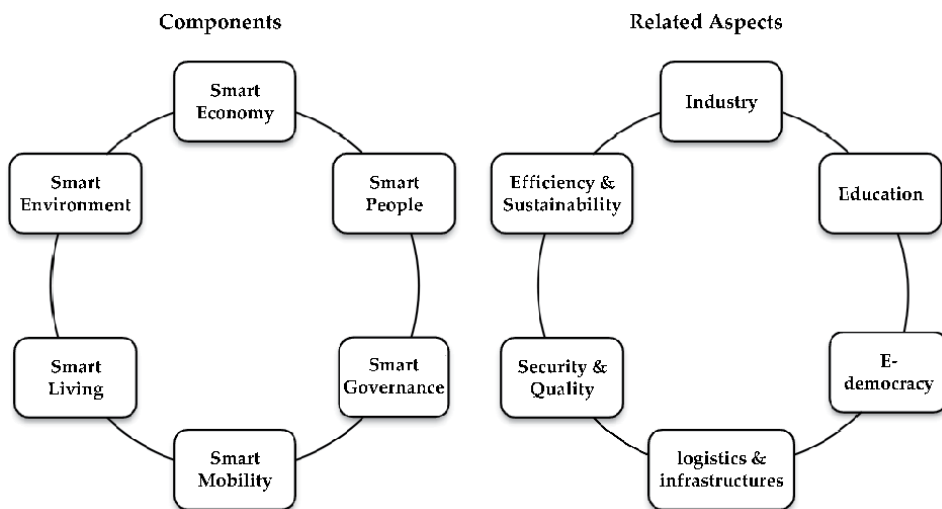 Components
Smart
Economy
Smart
People
Smart
Governance
Smart
Mobility
Smart
Living
Smart
Environment
Related Aspects
Industry
Education
E-
democracy
logistics &
infrastructures
Security &
Quality
Efficiency &
Sustainability